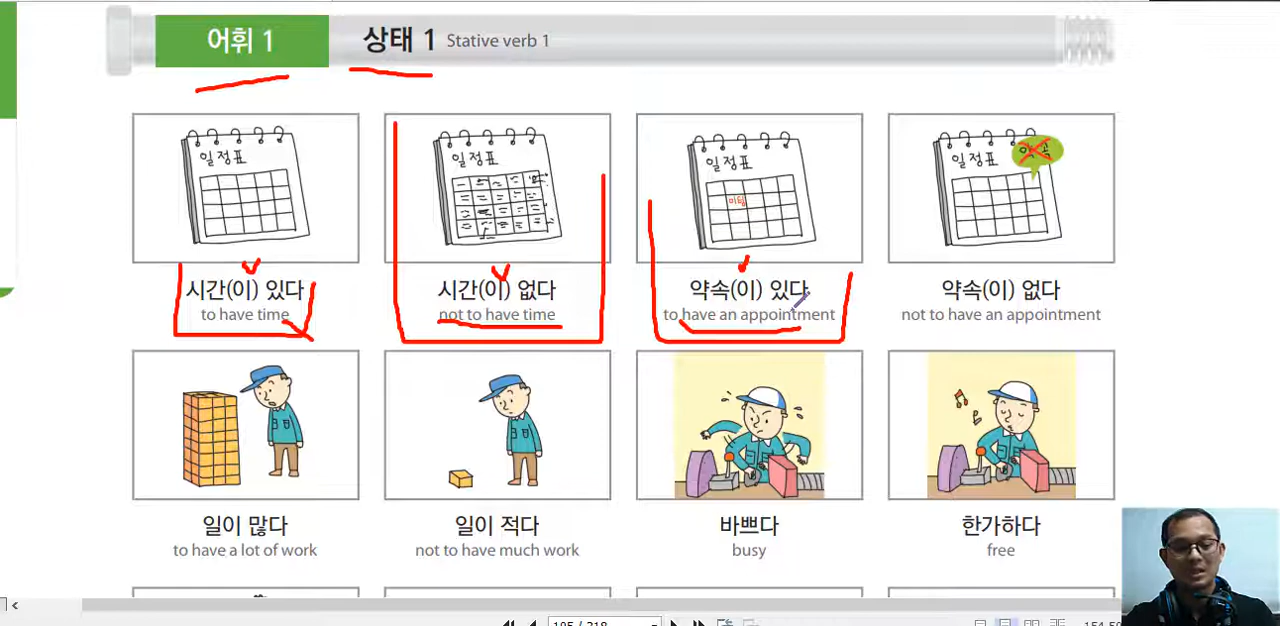 어휘 1
상태 1 Stative verb 1
일정표
일정표
일정표
미팅
일정표
약속
시간(이) 있다
to have time
시간(이) 없다
not to have time
약속(이) 있다
to have an appointment
약속(이) 없다
not to have an appointment
일이 많다
to have a lot of work
일이 적다
not to have much work
바쁘다
busy
한가하다
free